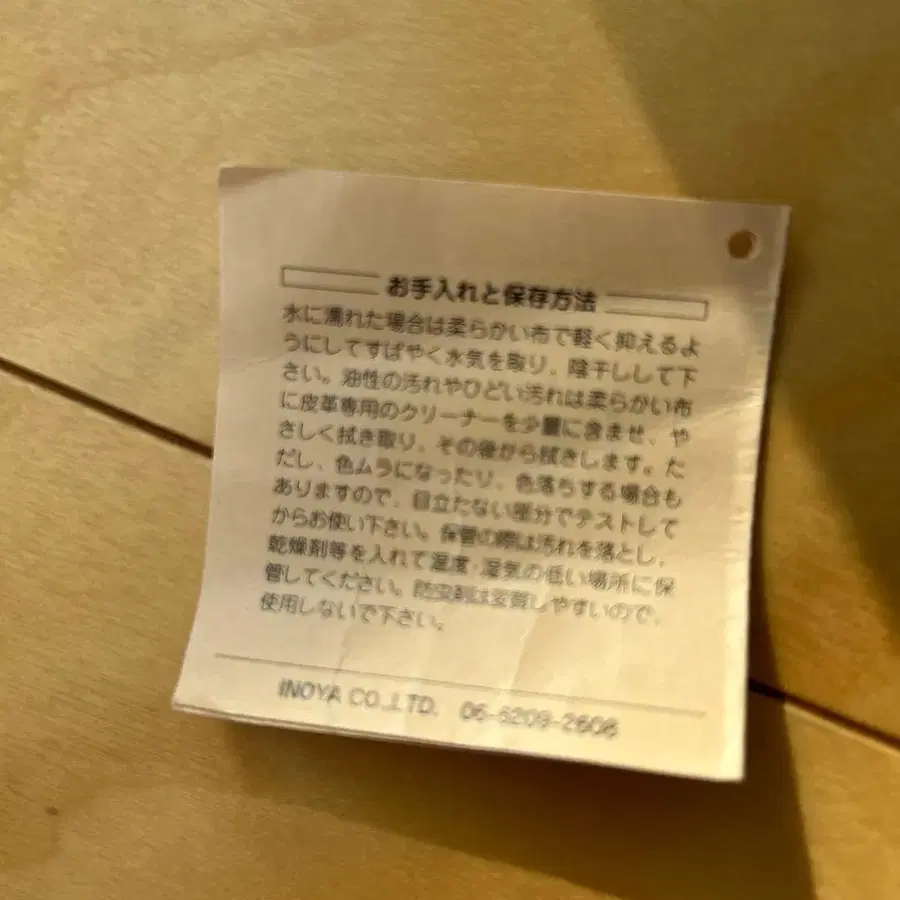 お手入れと保存方法
水に濡れた場合は柔らかい布で軽く抑えるよ
うにしてすばやく水気を取り、陰干しして下
さい。油性の汚れやひどい汚れは柔らかい布
に皮革専用のクリーナーを少量に含ませ、や
さしく拭き取り、その後から拭きします。た
だし、色ムラになったり、色落ちする場合も
ありますので、目立たない部分でテストして
からお使い下さい。保管の際は汚れを落とし、
乾燥剤等を入れて温度・湿気の低い場所に保
管してください。防虫剤は変質しやすいので、
使用しないで下さい。
INOYA CO.,LTD. 06-6209-2608